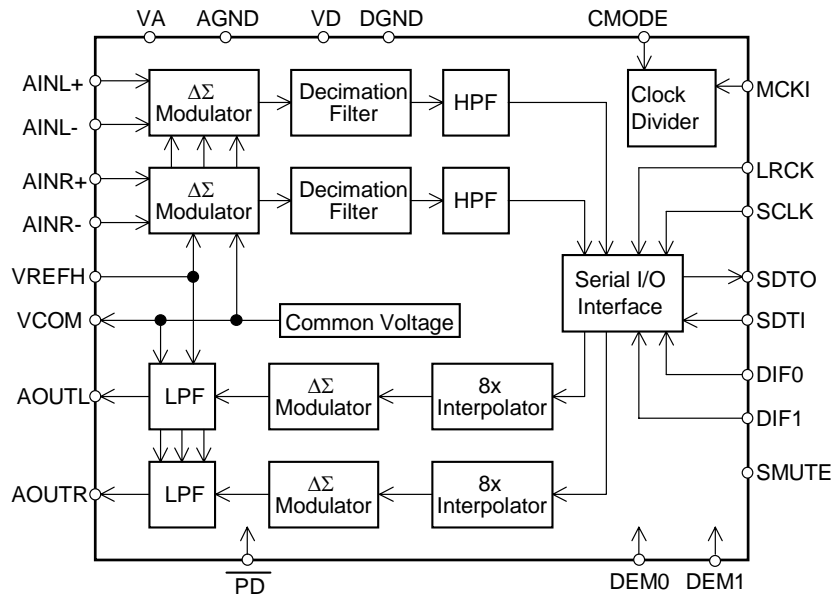 VA
AGND
VD
DGND
CMODE
AINL+
AINL-
AINR+
AINR-
VREFH
VCOM
AOUTL
AOUTR
ΔΣ
Modulator
Decimation
Filter
HPF
Clock
Divider
MCKI
ΔΣ
Modulator
Decimation
Filter
HPF
LRCK
SCLK
Serial I/O
Interface
SDTO
SDTI
Common Voltage
DIF0
DIF1
LPF
ΔΣ
Modulator
8x
Interpolator
SMUTE
LPF
ΔΣ
Modulator
8x
Interpolator
PD
DEM0
DEM1